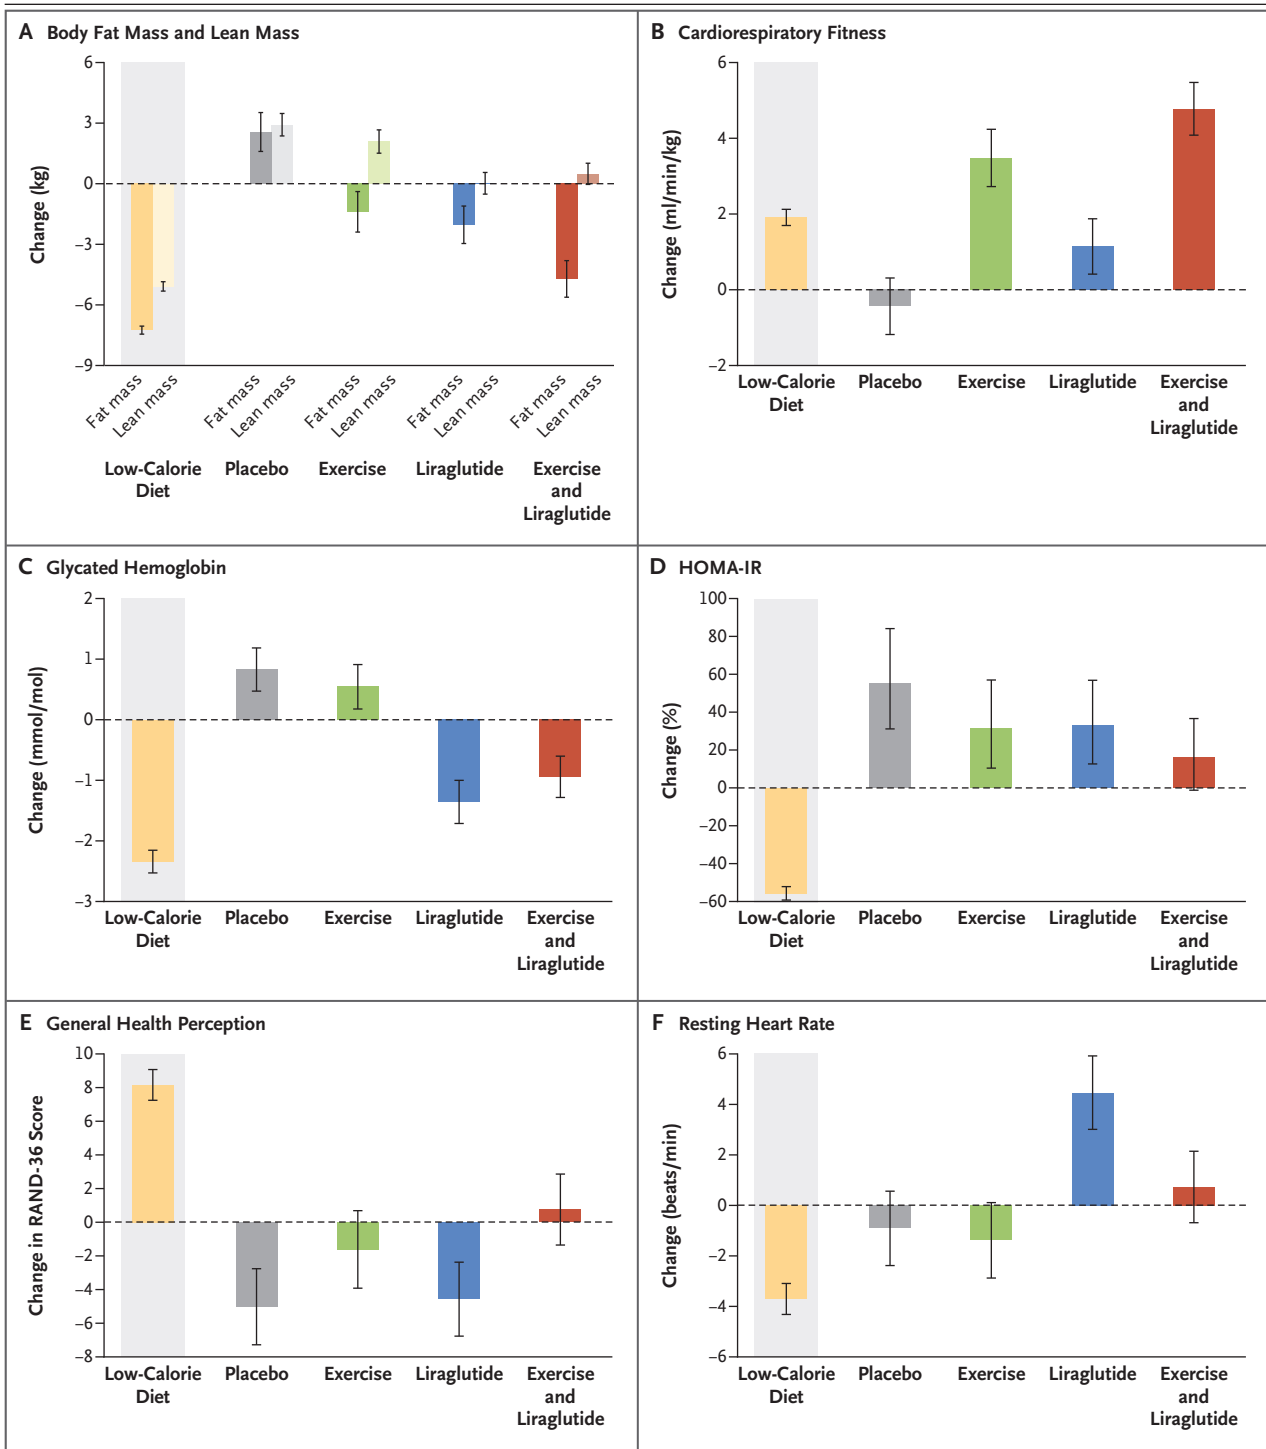 A Body Fat Mass and Lean Mass
6
3
0
–3
–6
–9
Change (kg)
Fat mass
Lean mass
Fat mass
Lean mass
Fat mass
Lean mass
Fat mass
Lean mass
Fat mass
Lean mass
Low-Calorie
Diet
Placebo
Exercise
Liraglutide
Exercise
and
Liraglutide
B Cardiorespiratory Fitness
6
4
2
0
–2
Change (ml/min/kg)
Low-Calorie
Diet
Placebo
Exercise
Liraglutide
Exercise
and
Liraglutide
C Glycated Hemoglobin
2
1
0
–1
–2
–3
Change (mmol/mol)
Low-Calorie
Diet
Placebo
Exercise
Liraglutide
Exercise
and
Liraglutide
D HOMA-IR
100
80
60
40
20
0
–20
–40
–60
Change (%)
Low-Calorie
Diet
Placebo
Exercise
Liraglutide
Exercise
and
Liraglutide
E General Health Perception
10
8
6
4
2
0
–2
–4
–6
–8
Change in RAND-36 Score
Low-Calorie
Diet
Placebo
Exercise
Liraglutide
Exercise
and
Liraglutide
F Resting Heart Rate
6
4
2
0
–2
–4
–6
Change (beats/min)
Low-Calorie
Diet
Placebo
Exercise
Liraglutide
Exercise
and
Liraglutide